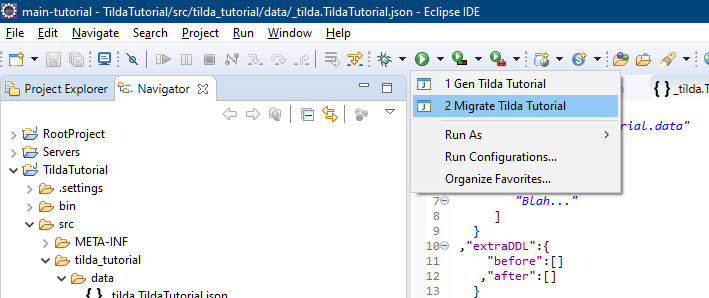 main-tutorial - TildaTutorial/src/tilda_tutorial/data/_tilda.TildaTutorial.json - Eclipse IDE
File Edit Navigate Search Project Run Window Help
Project Explorer Navigator
{} _tilda.T
1 Gen Tilda Tutorial
2 Migrate Tilda Tutorial
Run As
Run Configurations...
Organize Favorites...
RootProject
Servers
TildaTutorial
.settings
bin
src
META-INF
tilda_tutorial
data
{} _tilda.TildaTutorial.json
rial.data"
7 "Blah..."
8 ]
9 }
10 ,"extraDDL":{
11 "before":[]
12 ,"after":[]
13 }